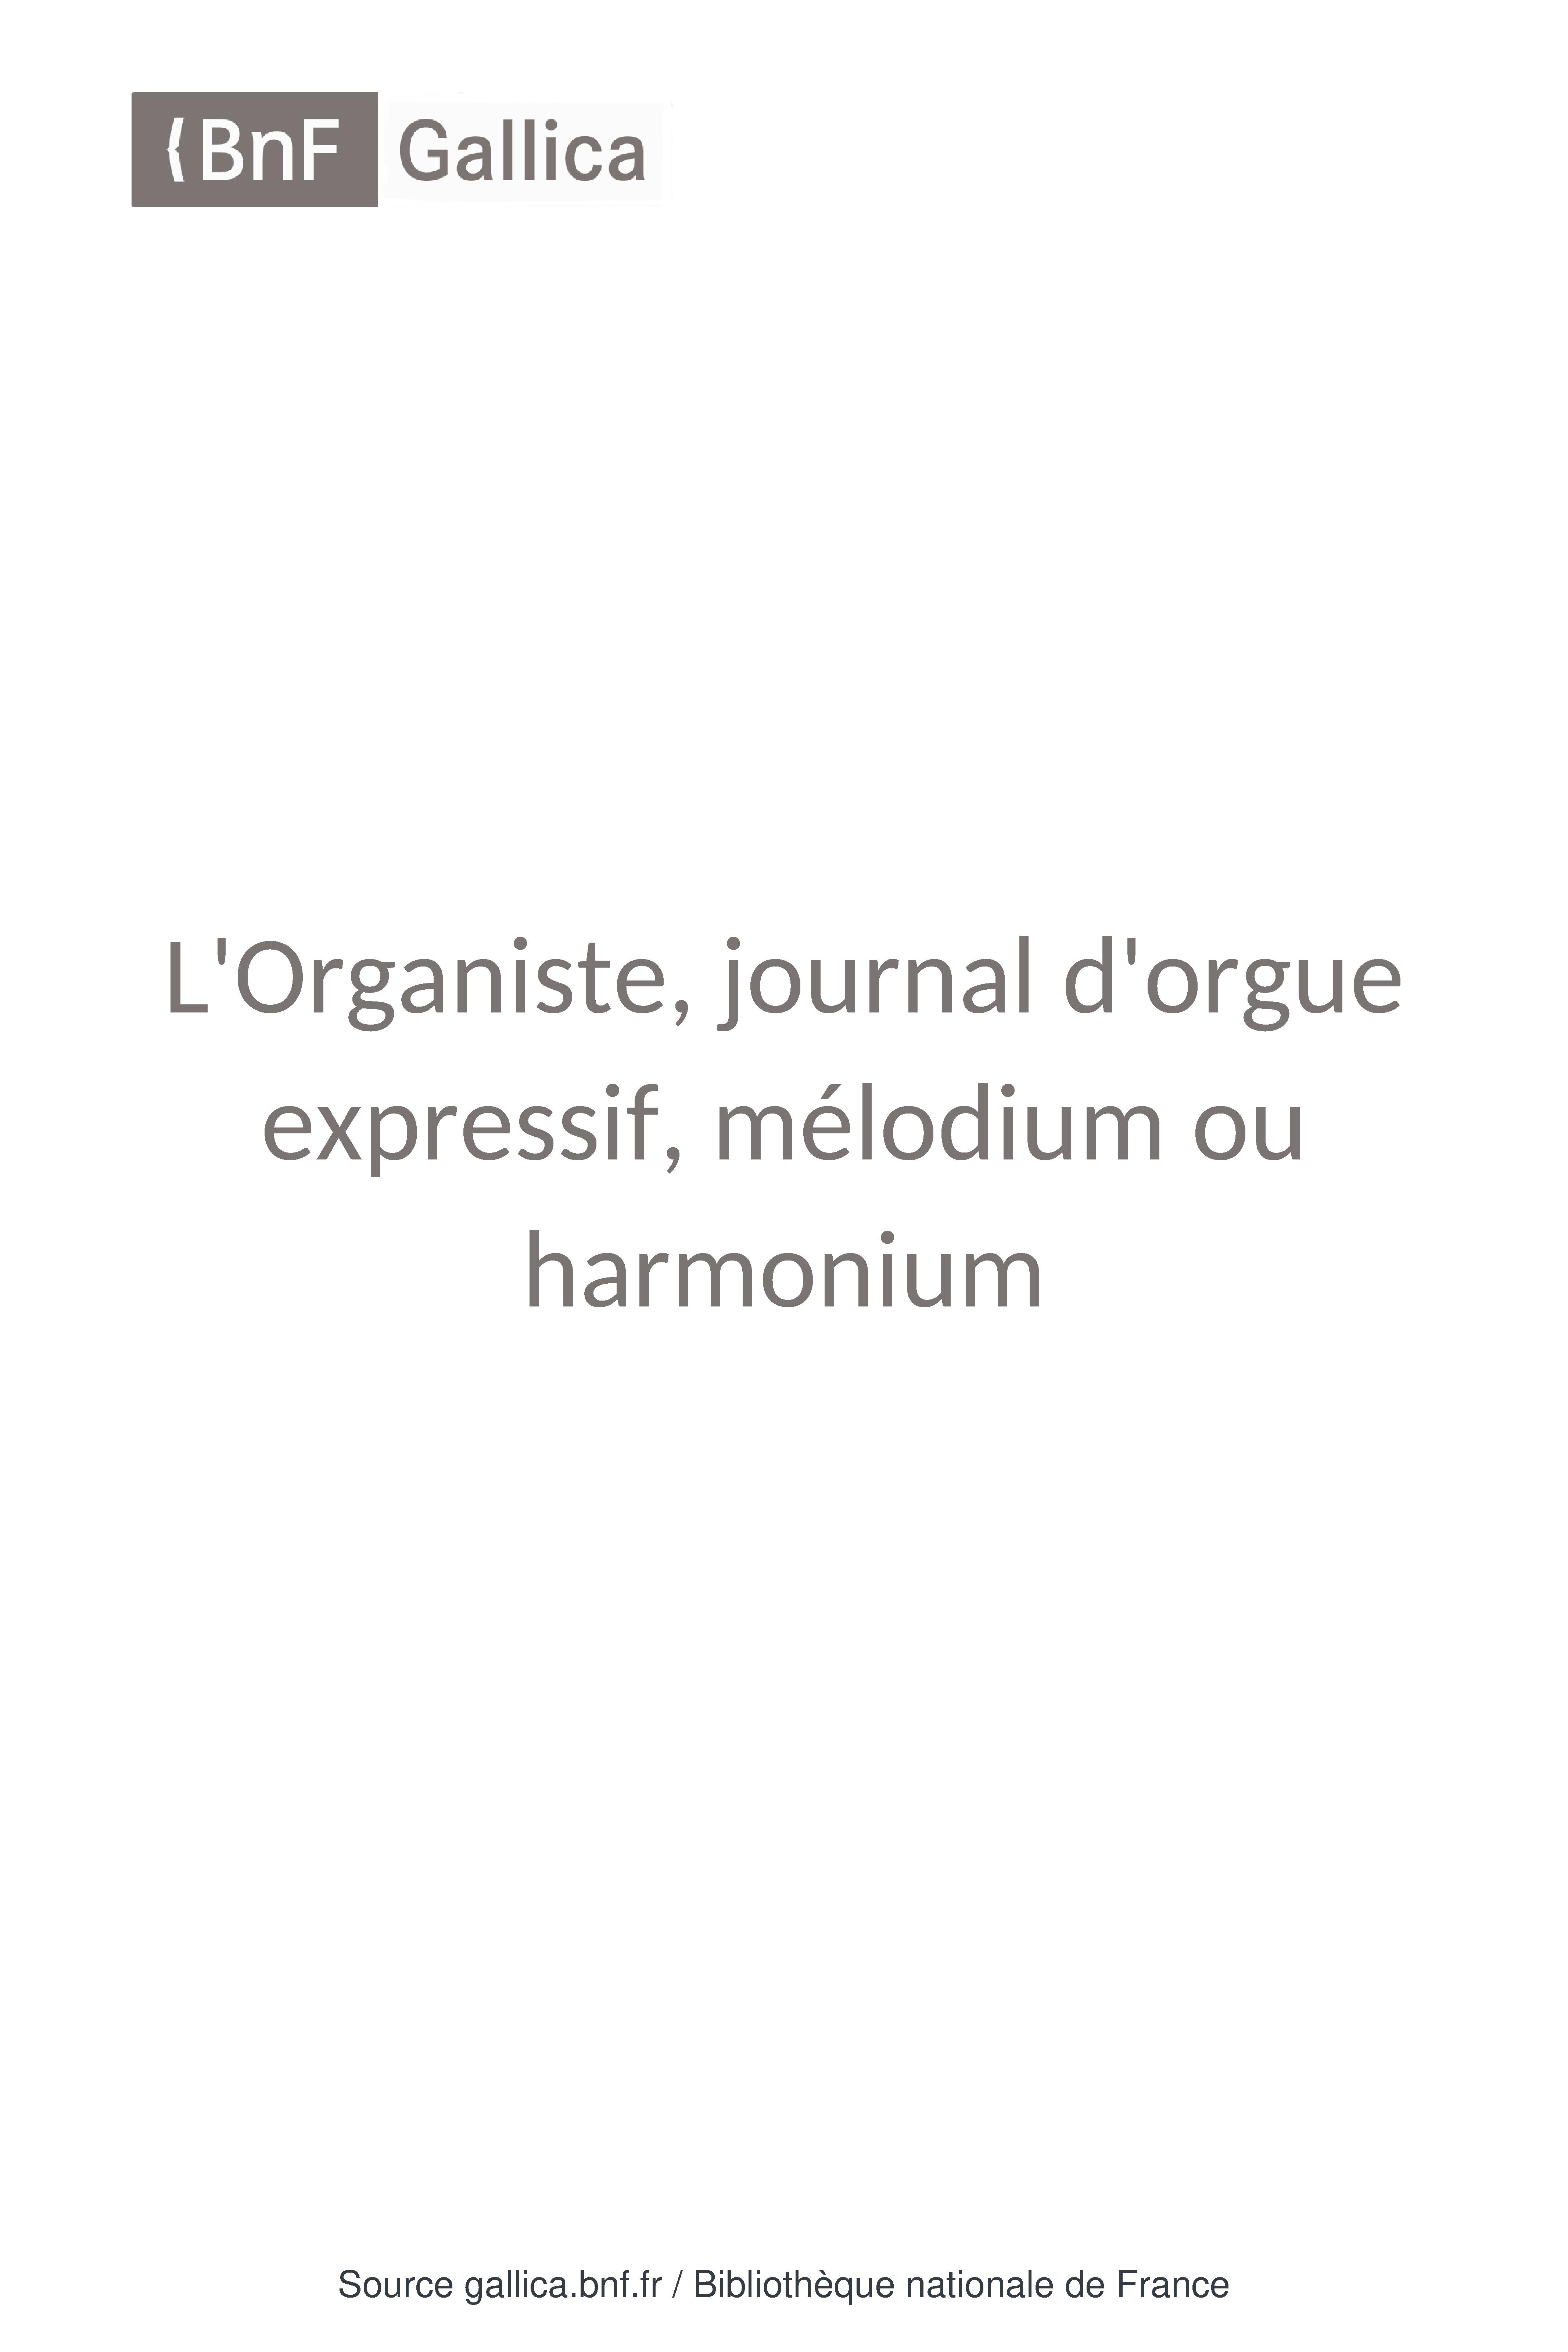 {BnF Gallica
L'Organiste, journal d'orgue
expressif, mélodium ou
harmonium
Source gallica.bnf.fr / Bibliothèque nationale de France